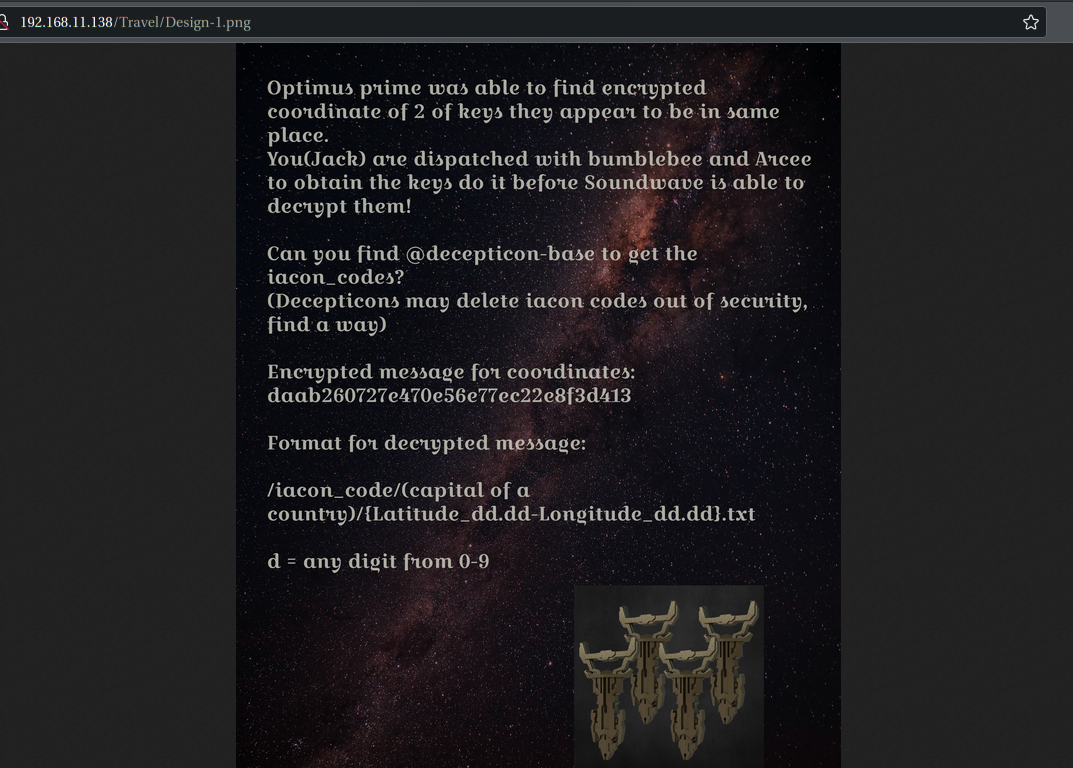 192.168.11.138/Travel/Design-1.png
Optimus prime was able to find encrypted
coordinate of 2 of keys they appear to be in same
place.
You(Jack) are dispatched with bumblebee and Arcee
to obtain the keys do it before Soundwave is able to
decrypt them!
Can you find @decepticon-base to get the
iacon_codes?
(Decepticons may delete iacon codes out of security,
find a way)
Encrypted message for coordinates:
daab260727e470e56e77ec22e8f3d413
Format for decrypted message:
/iacon_code/(capital of a
country)/{Latitude_dd.dd-Longitude_dd.dd}.txt
d = any digit from 0-9